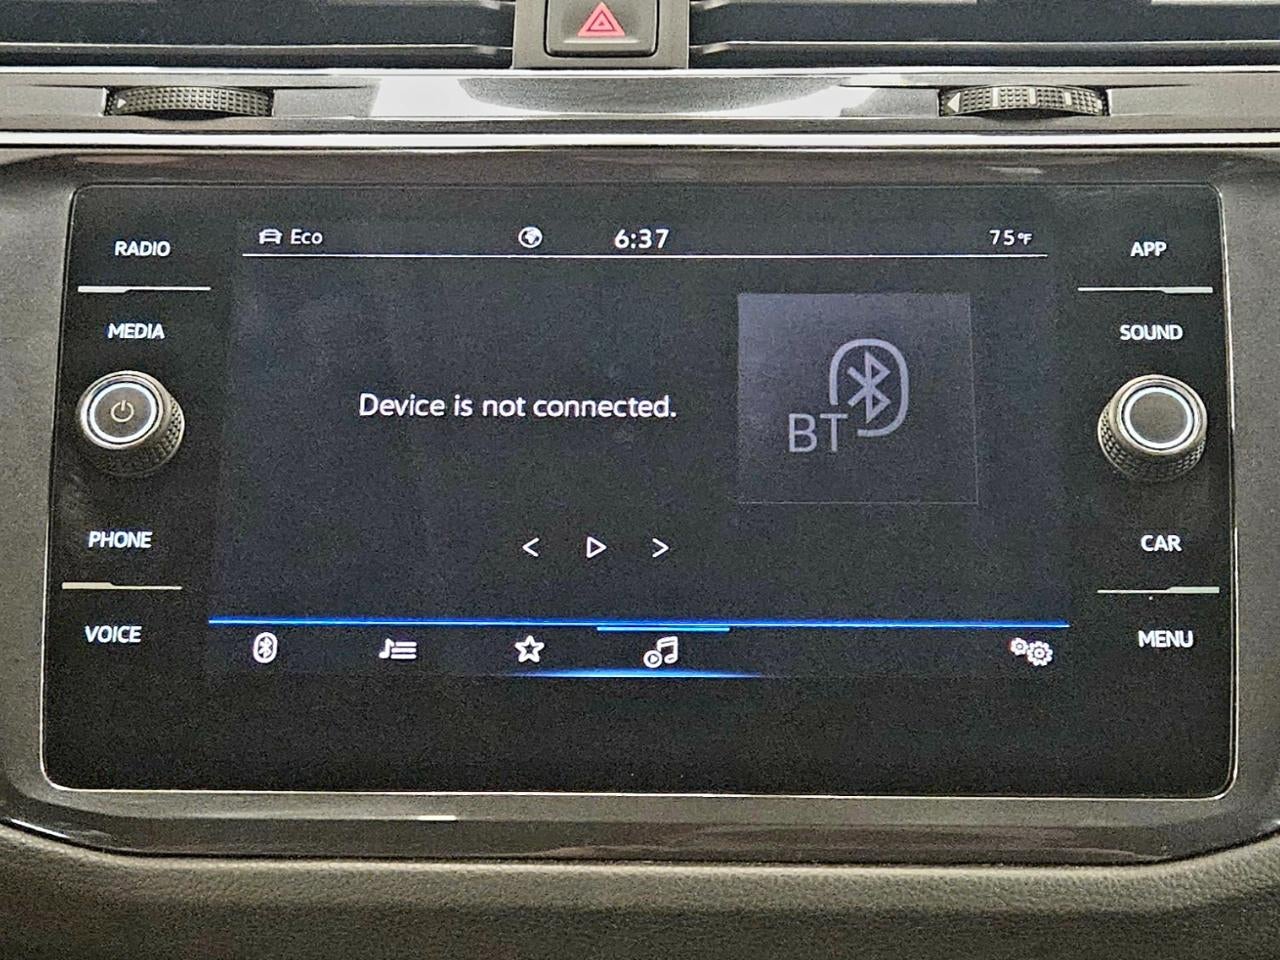 Eco
6:37
75°F
RADIO
APP
MEDIA
SOUND
Device is not connected.
BT
PHONE
CAR
VOICE
MENU